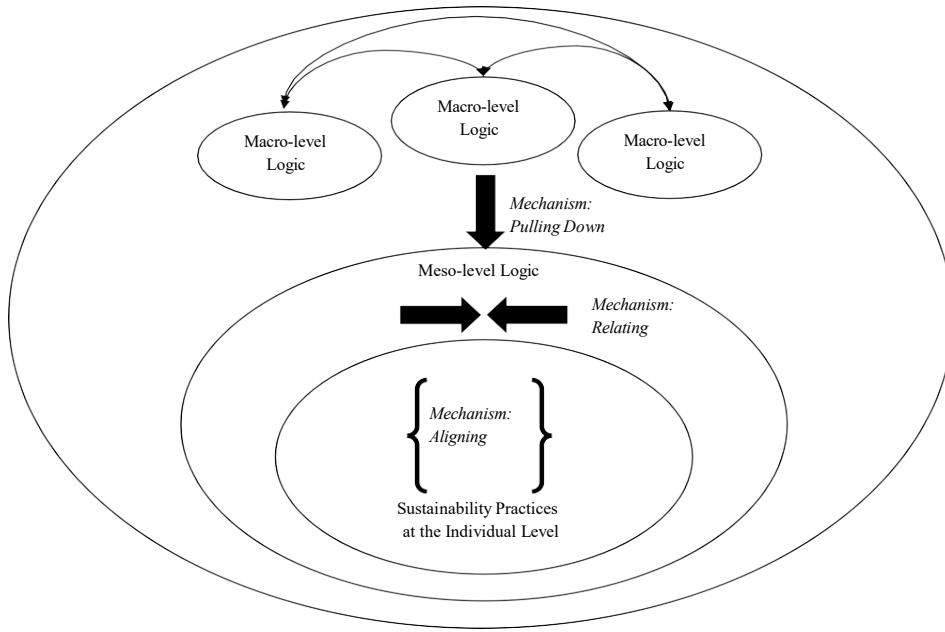 Macro-level
Logic
Macro-level
Logic
Macro-level
Logic
Mechanism:
Pulling Down
Meso-level Logic
Mechanism:
Relating
Mechanism:
Aligning
Sustainability Practices
at the Individual Level